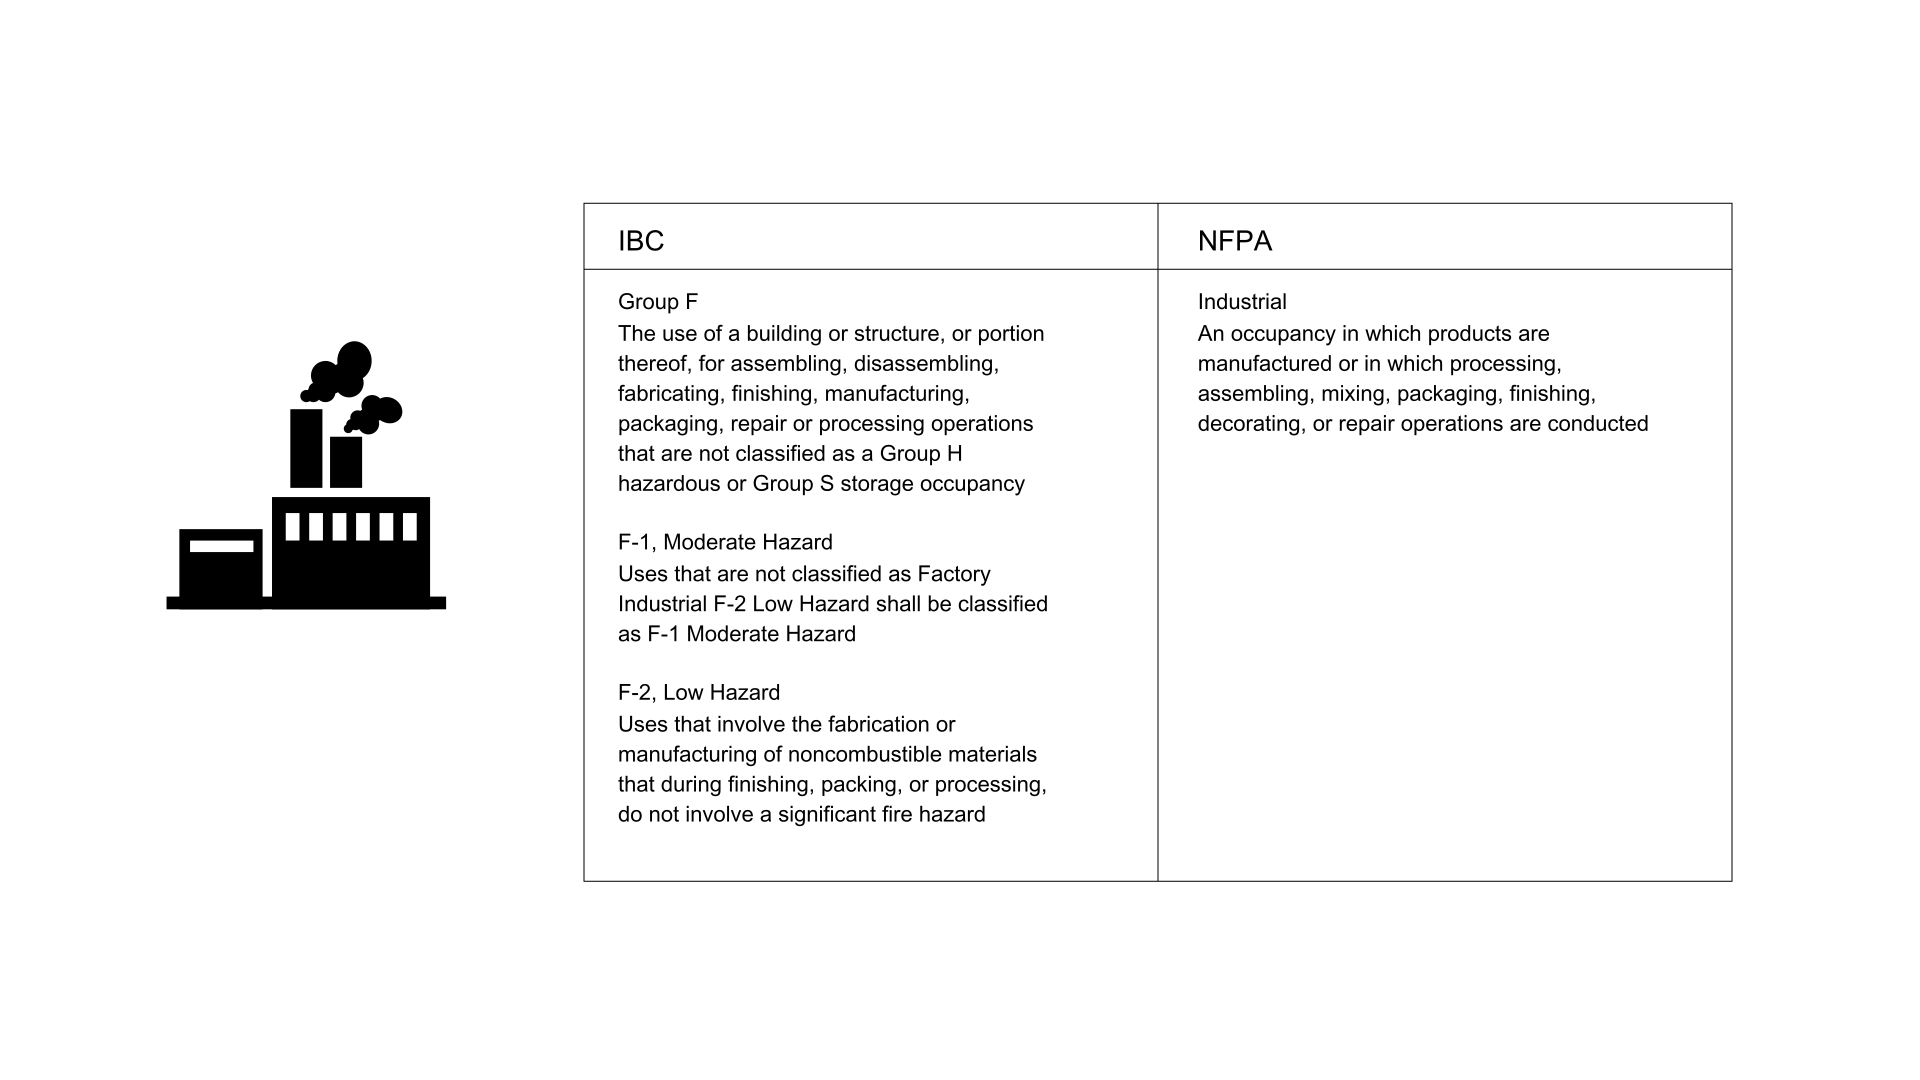 IBC
NFPA
Group F
The use of a building or structure, or portion
thereof, for assembling, disassembling,
fabricating, finishing, manufacturing,
packaging, repair or processing operations
that are not classified as a Group H
hazardous or Group S storage occupancy
F-1, Moderate Hazard
Uses that are not classified as Factory
Industrial F-2 Low Hazard shall be classified
as F-1 Moderate Hazard
F-2, Low Hazard
Uses that involve the fabrication or
manufacturing of noncombustible materials
that during finishing, packing, or processing,
do not involve a significant fire hazard
Industrial
An occupancy in which products are
manufactured or in which processing,
assembling, mixing, packaging, finishing,
decorating, or repair operations are conducted